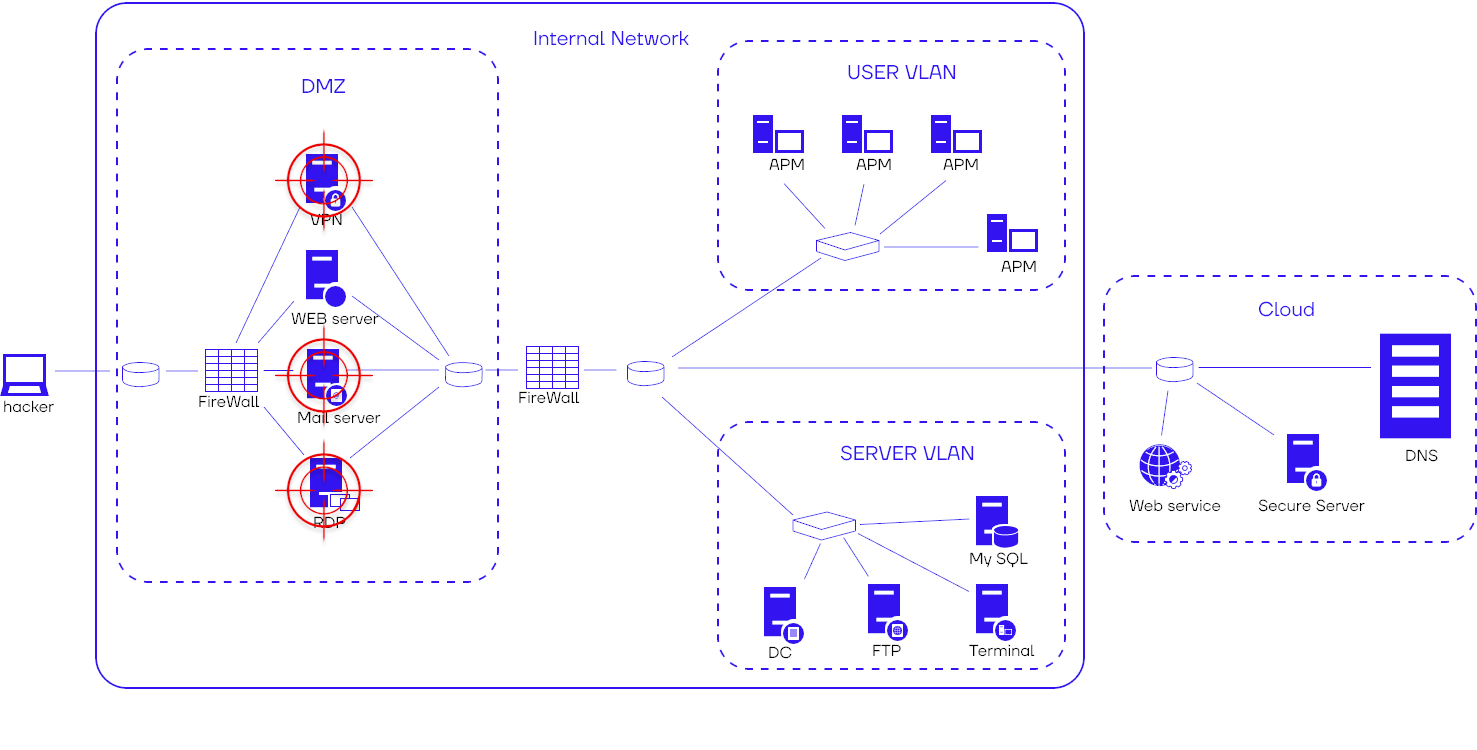 Internal Network
DMZ
VPN
WEB server
FireWall
Mail server
RDP
hacker
FireWall
USER VLAN
APM
APM
APM
APM
SERVER VLAN
My SQL
DC
FTP
Terminal
Cloud
DNS
Web service
Secure Server